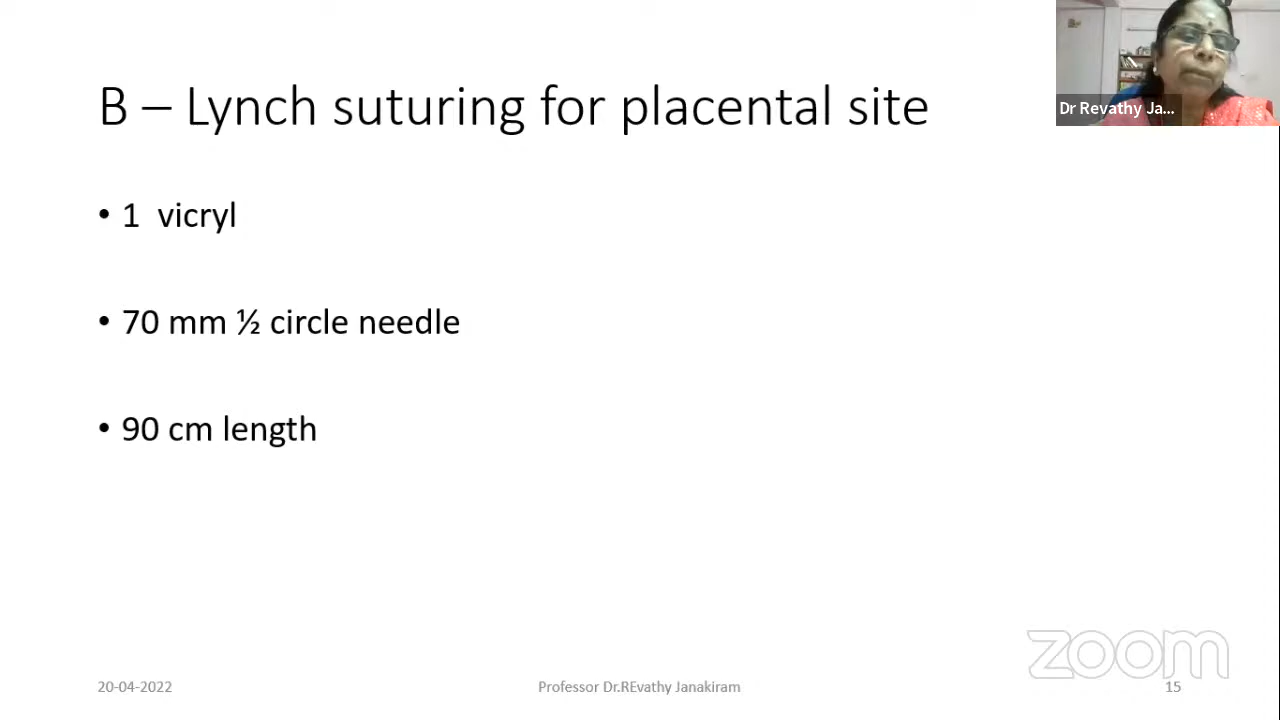 B – Lynch suturing for placental site
Dr Revathy Ja...
• 1  vicryl
• 70 mm ½ circle needle
• 90 cm length
zoom
20-04-2022
Professor Dr.REvathy Janakiram
15